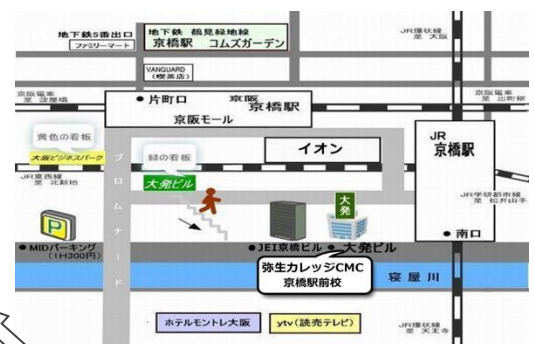 地下鉄5番出口
ファミリーマート
地下鉄 鶴見緑地線
京橋駅 コムズガーデン
JR環状線
至 大阪
VANGUARD
(喫茶店)
京阪電車
至 淀屋橋
片町口
京阪
京橋駅
京阪モール
京阪電車
至 出町柳
黄色の看板
大阪ビジネスパーク
緑の看板
大発ビル
イオン
JR
京橋駅
JR東西線
至 北新地
プロムナード
大発
JR学研都市線
至 松井山手
MIDパーキング
(1H300円)
JEI京橋ビル
大発ビル
南口
弥生カレッジCMC
京橋駅前校
寝屋川
ホテルモントレ大阪
ytv(読売テレビ)
JR環状線
至 天王寺